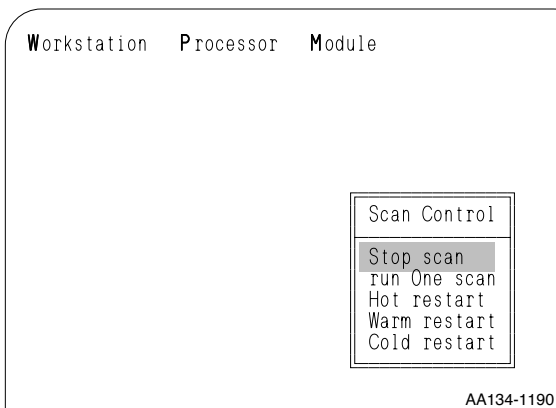 Workstation Processor Module
Scan Control
Stop scan
run One scan
Hot restart
Warm restart
Cold restart
AA134-1190